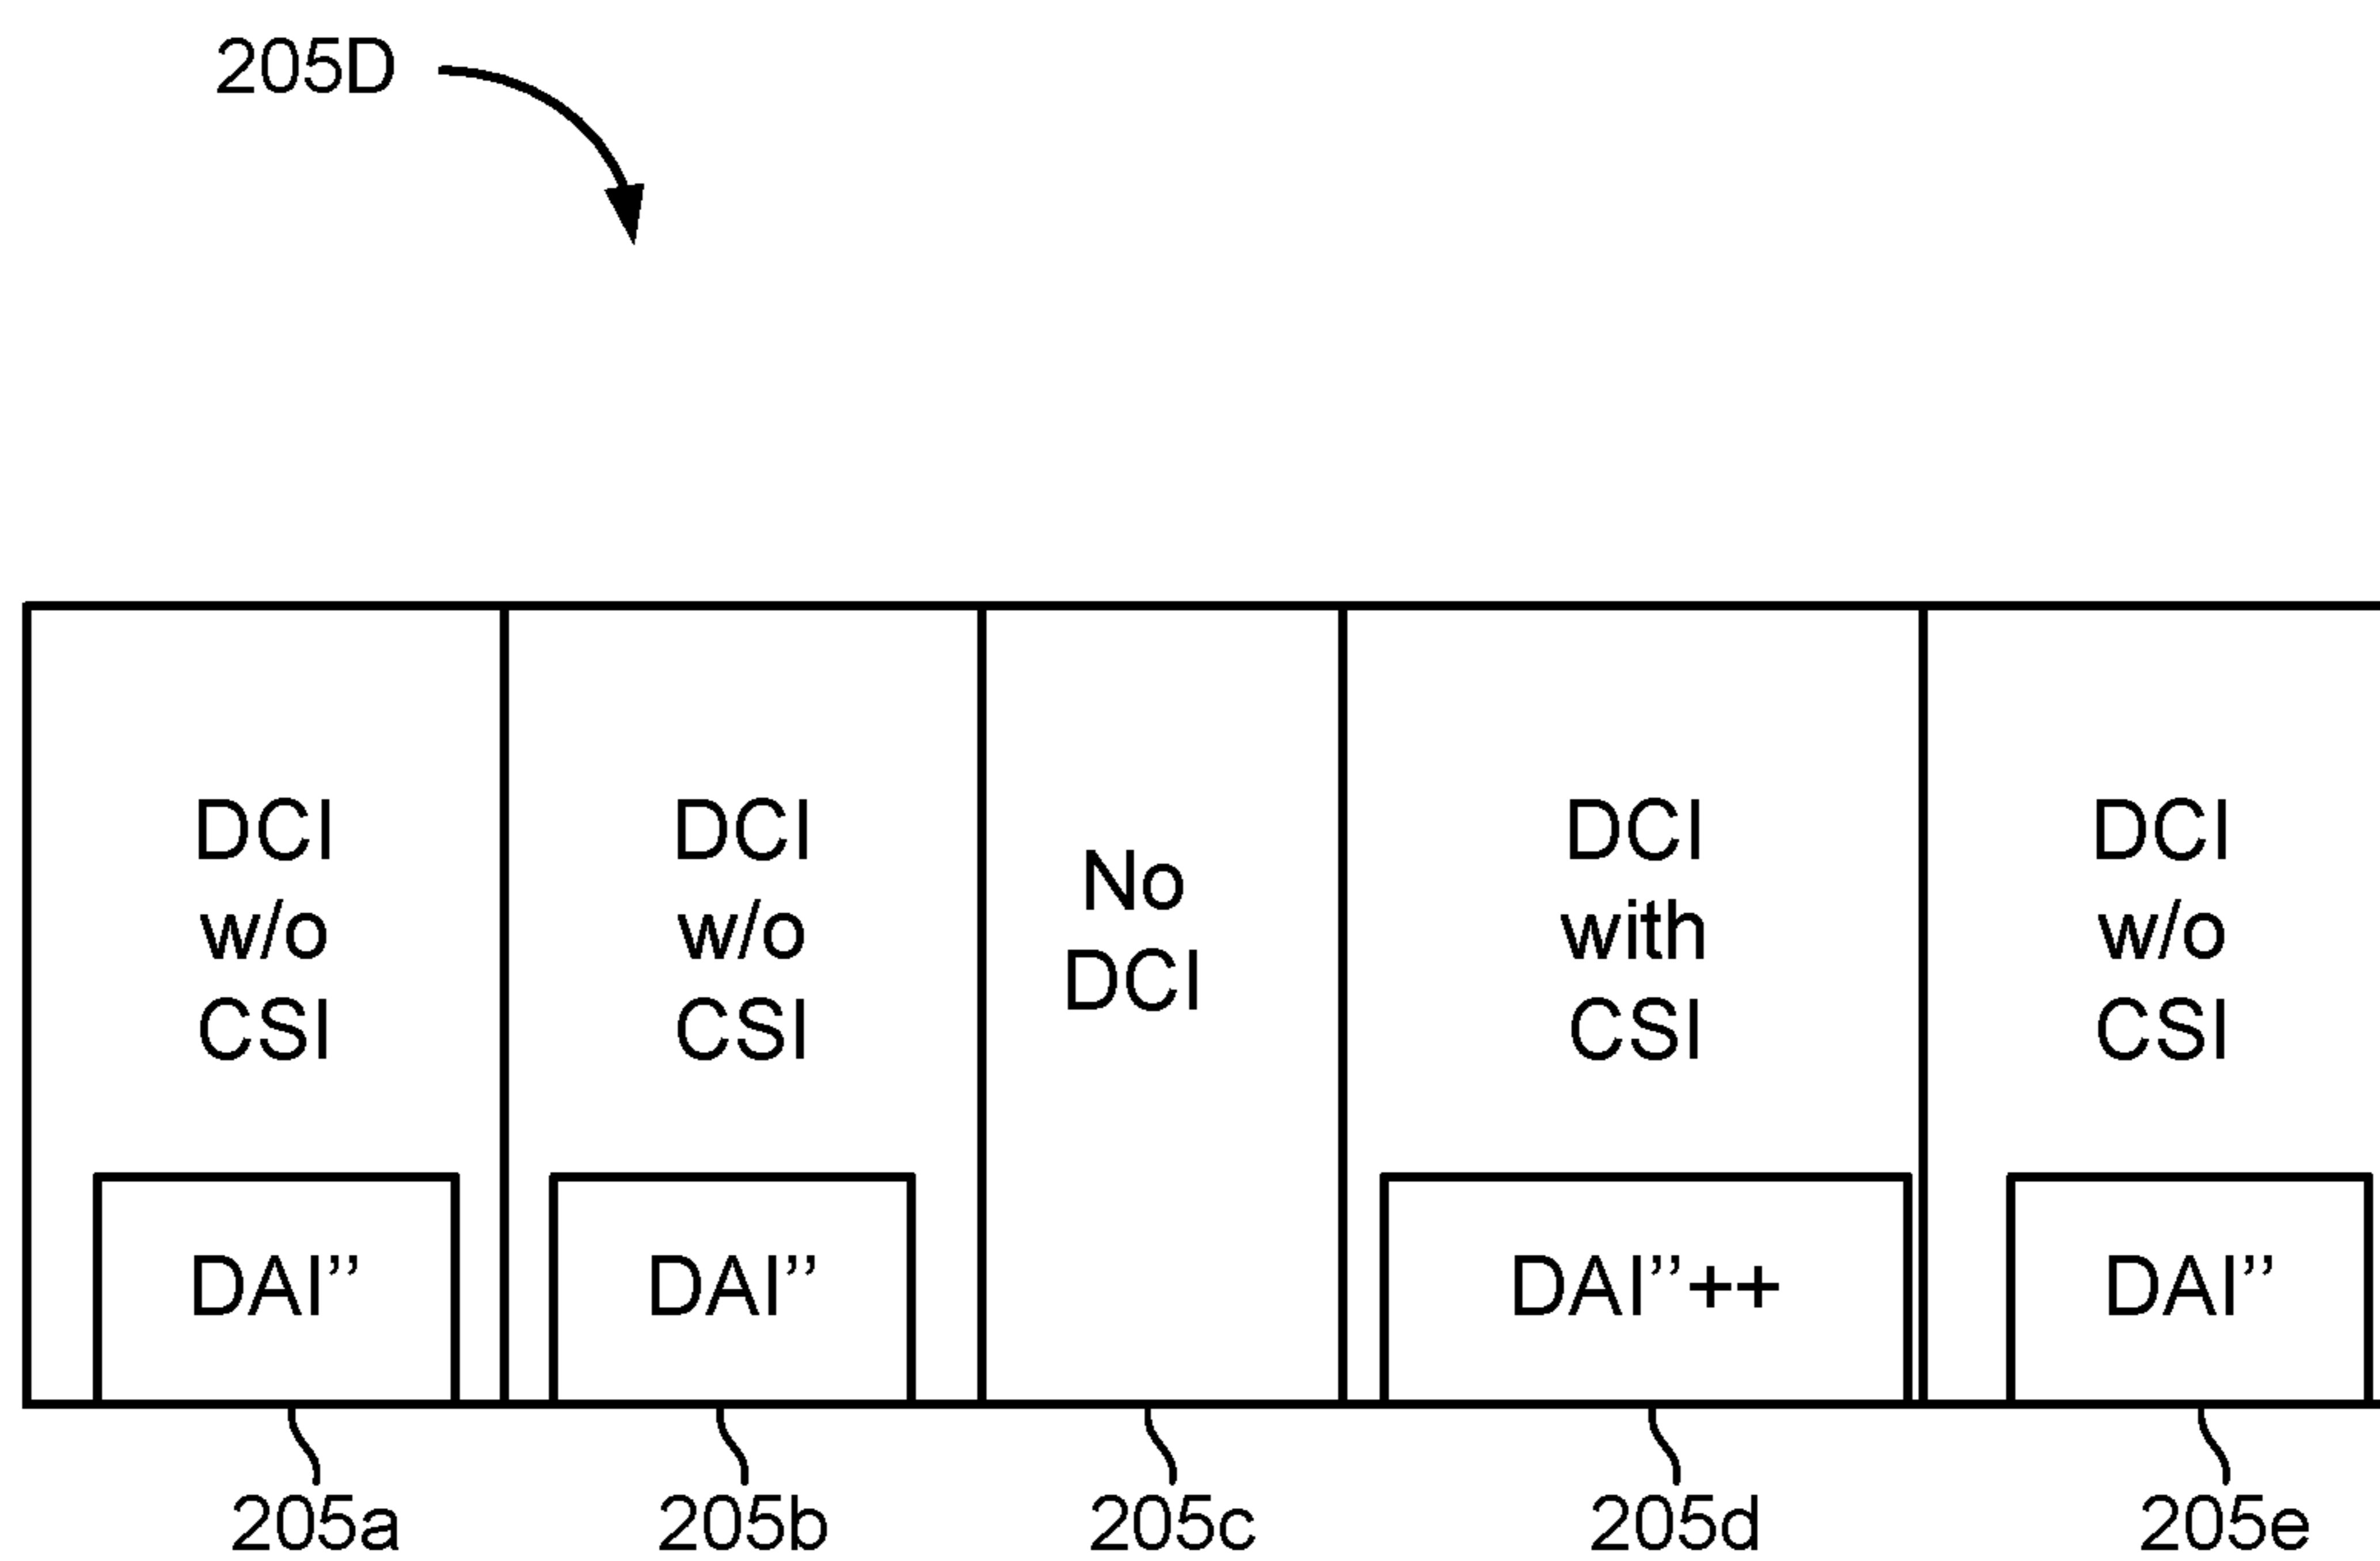 205D
DCI
w/o
CSI
DCI
w/o
CSI
No
DCI
DCI
with
CSI
DCI
w/o
CSI
DAI’’
DAI’’
DAI’’++
DAI’’
205a
205b
205c
205d
205e